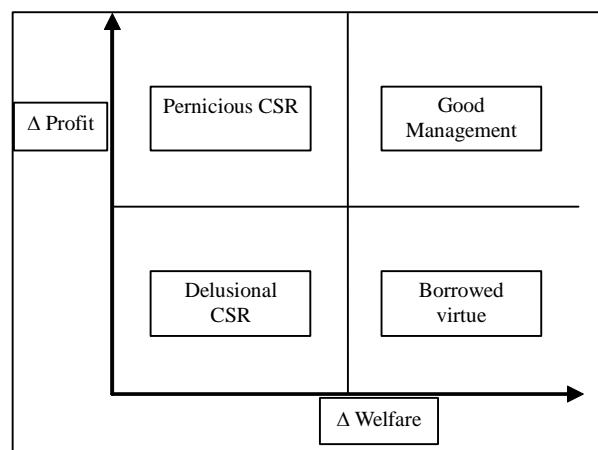 Pernicious CSR
Good
Management
Δ Profit
Delusional
CSR
Borrowed
virtue
Δ Welfare